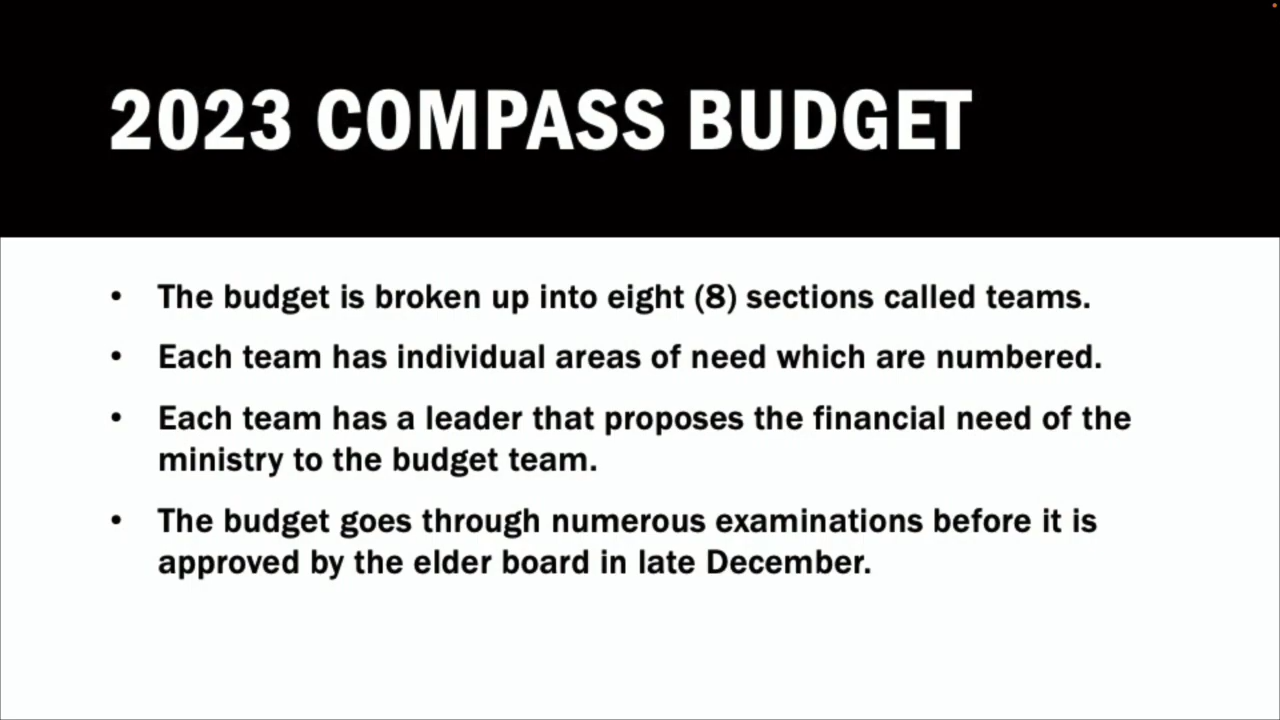 2023 COMPASS BUDGET
• The budget is broken up into eight (8) sections called teams.
• Each team has individual areas of need which are numbered.
• Each team has a leader that proposes the financial need of the
ministry to the budget team.
• The budget goes through numerous examinations before it is
approved by the elder board in late December.